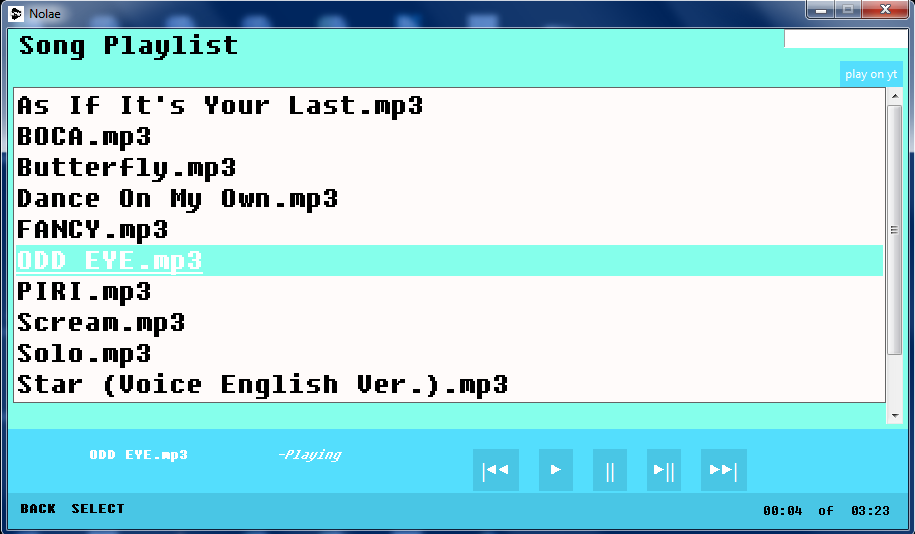 Nolae
Song Playlist
play on yt
As If It's Your Last.mp3
BOCA.mp3
Butterfly.mp3
Dance On My Own.mp3
FANCY.mp3
ODD EYE.mp3
PIRI.mp3
Scream.mp3
Solo.mp3
Star (Voice English Ver.).mp3
ODD EYE.mp3 -Playing
BACK SELECT 00:04 of 03:23